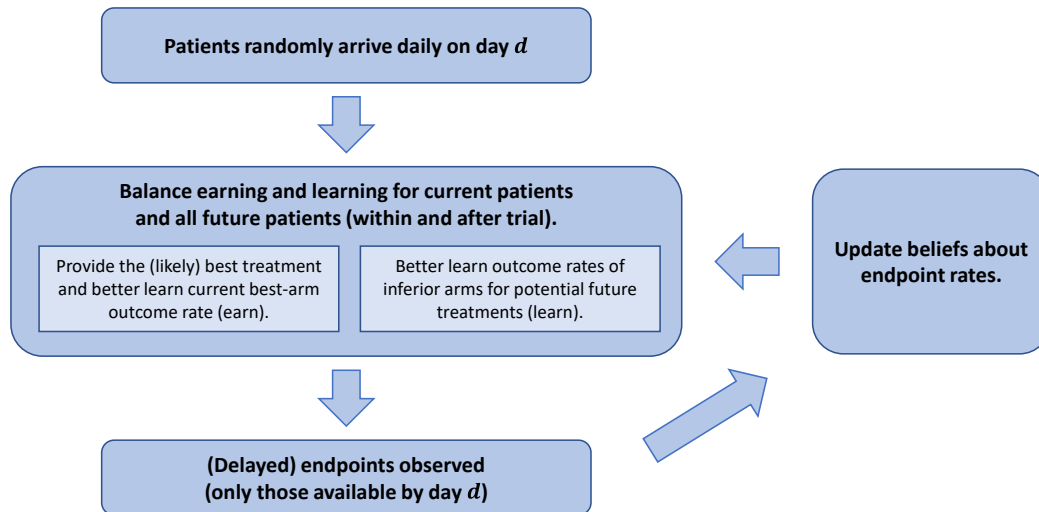 Patients randomly arrive daily on day d
Balance earning and learning for current patients
and all future patients (within and after trial).
Provide the (likely) best treatment
and better learn current best-arm
outcome rate (earn).
Better learn outcome rates of
inferior arms for potential future
treatments (learn).
Update beliefs about
endpoint rates.
(Delayed) endpoints observed
(only those available by day d)